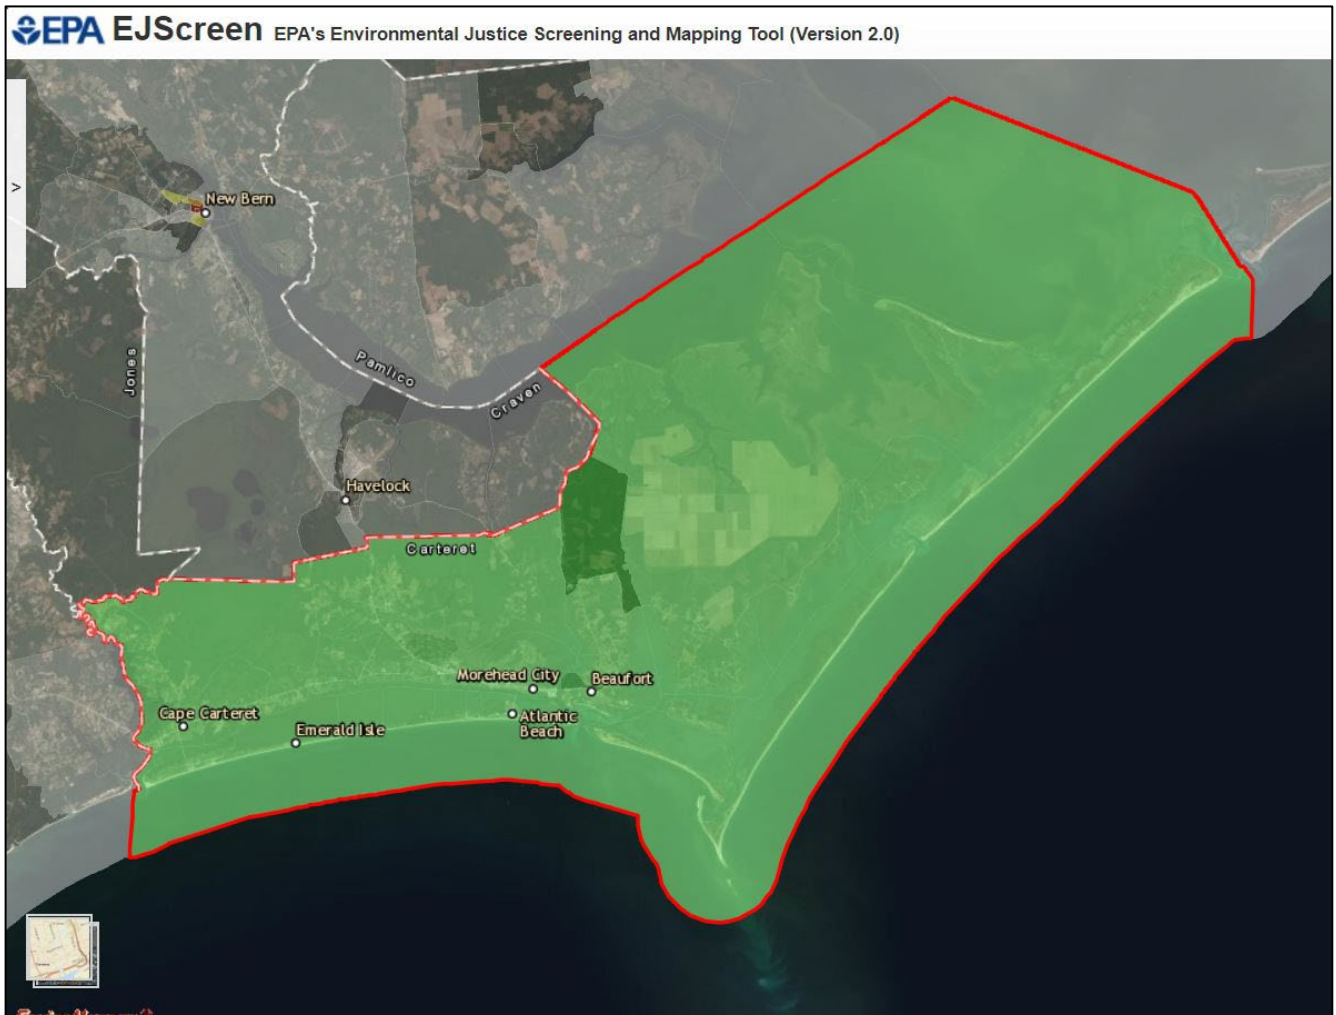 EPA EJScreen EPA's Environmental Justice Screening and Mapping Tool (Version 2.0)
>
New Bern
Jones
Pamlico
Craven
Havelock
Carteret
Morehead City
Beaufort
Cape Carteret
Atlantic
Beach
Emerald Isle